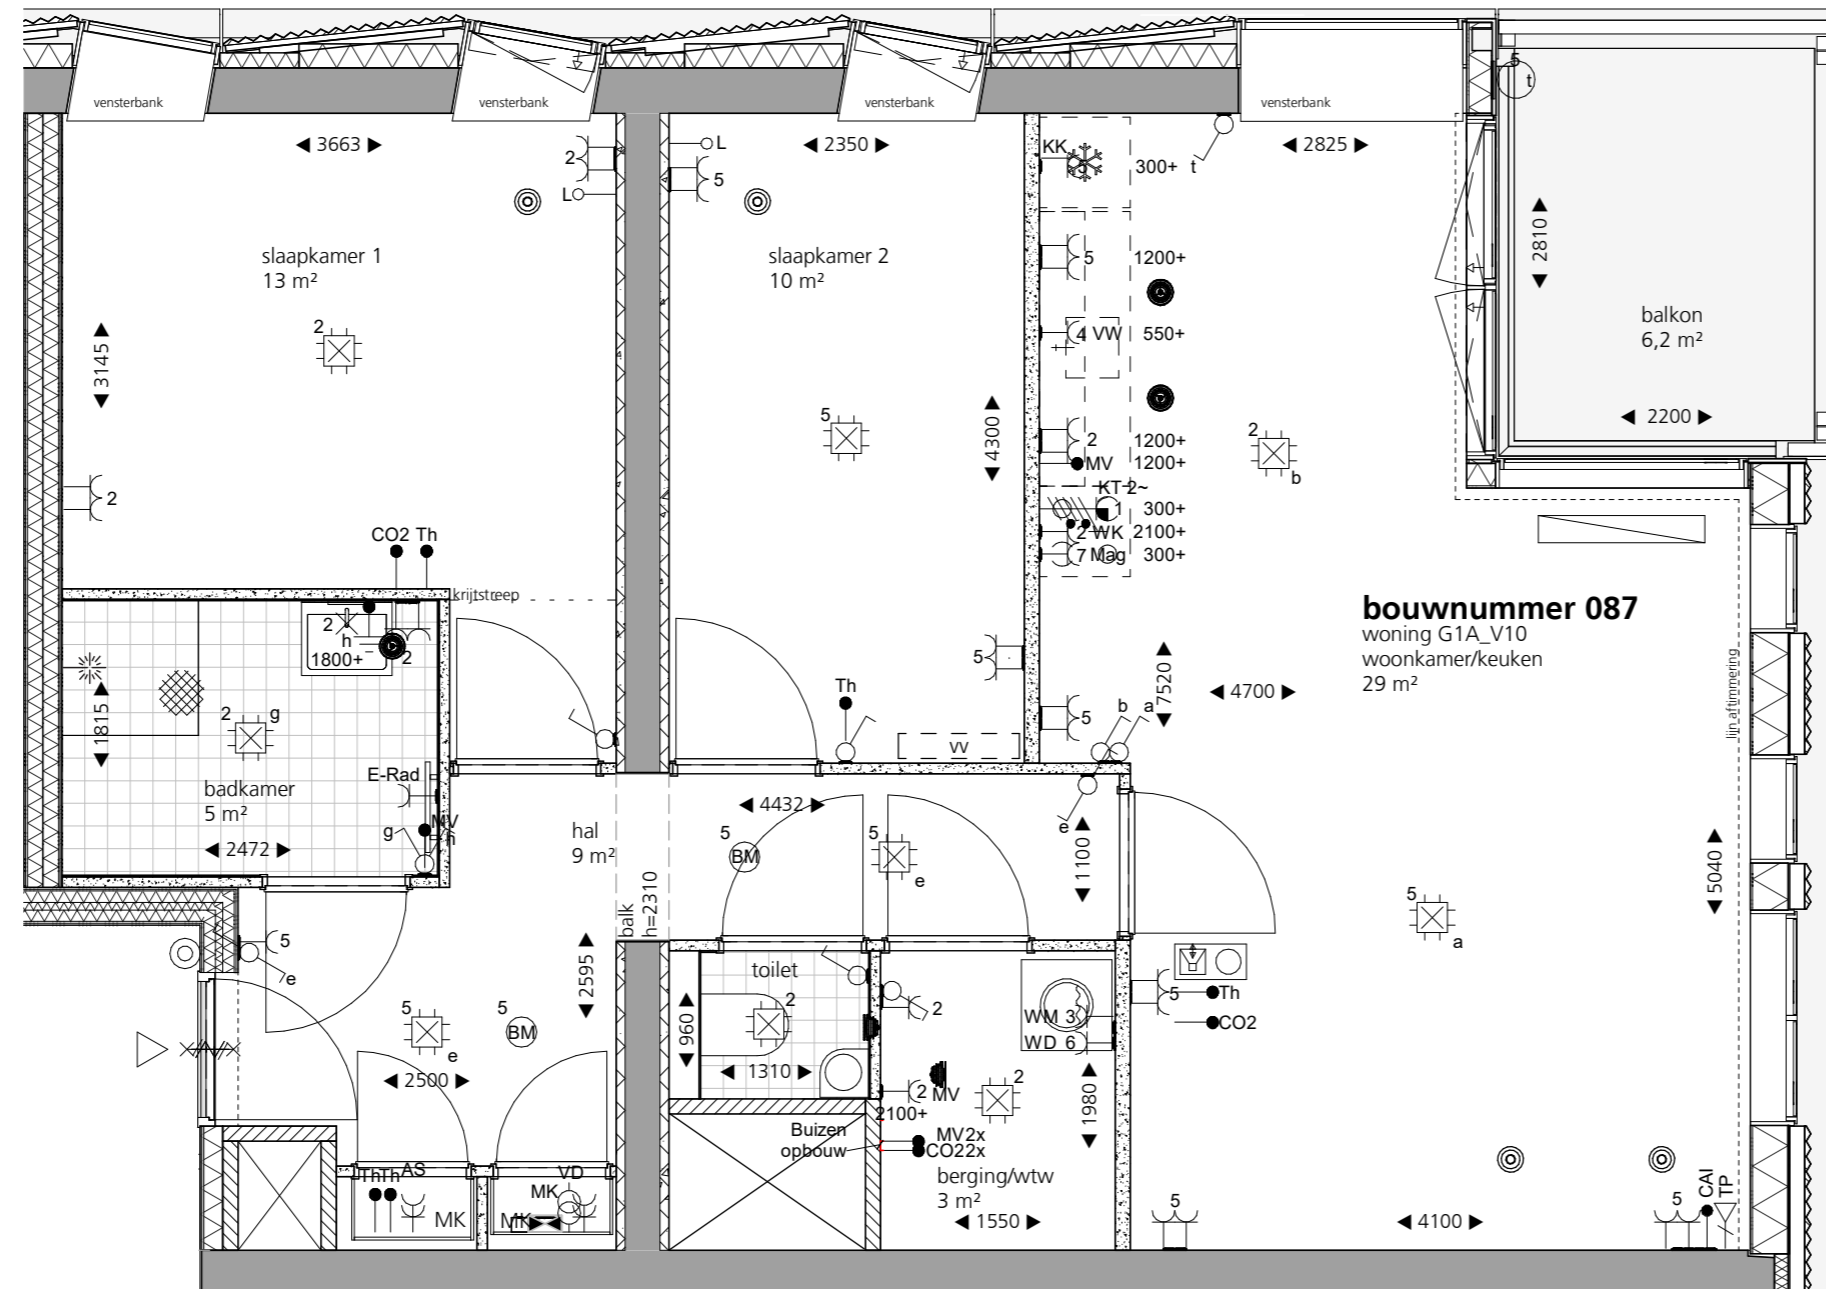 vensterbank
vensterbank
vensterbank
vensterbank
5
t
3663
2
L
L
5
2350
KK
3
300+
t
2825
slaapkamer 1
13 m²
slaapkamer 2
10 m²
5
1200+
2810
balkon
6,2 m²
2200
3145
2
5
4
VW
550+
4300
2
1200+
MV
1200+
2
b
KT 2~
1
300+
2
WK
2100+
7
Mag
300+
2
CO2
Th
krijtstreep
bouwnummer 087
woning G1A_V10
woonkamer/keuken
29 m²
2
h
1800+
2
1815
2
g
badkamer
5 m²
2472
E-Rad
MV
g
h
5
Th
VV
5
b
a
7520
4700
lijn aftimmering
hal
9 m²
balk
h=2310
4432
5
BM
5
e
e
1100
5040
5
a
5
e
2595
5
e
5
BM
2500
toilet
2
960
1310
2
WM 3
WD 6
5
Th
CO2
2
MV
2100+
2
1980
Buizen
opbouw
MV2x
CO22x
berging/wtw
3 m²
1550
Th
Th
AS
MK
VD
MK
MK
5
4100
5
CAI
TP